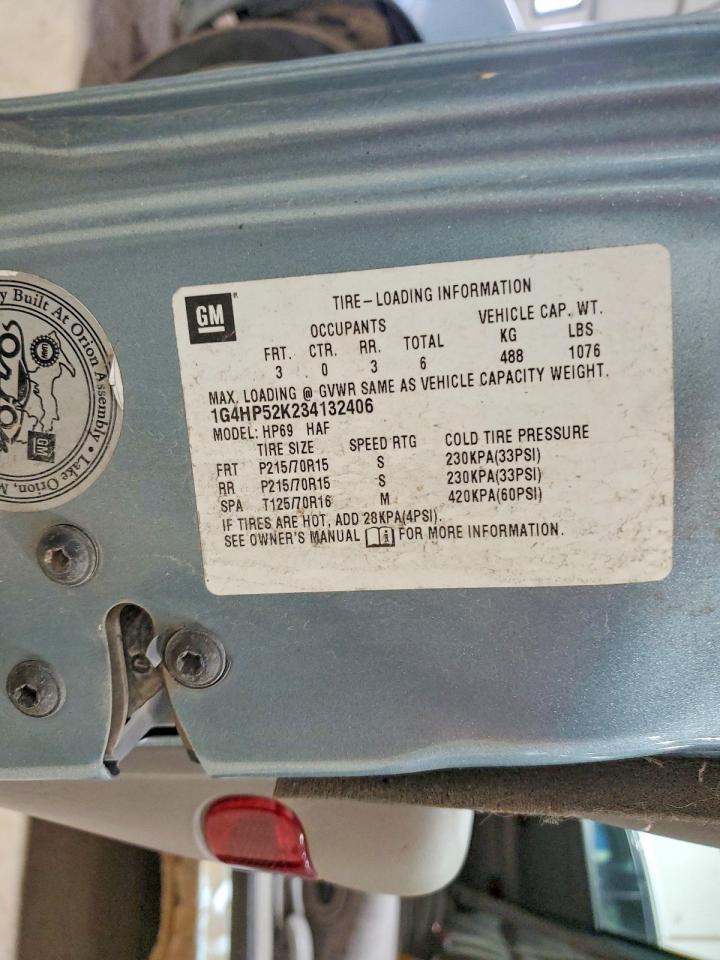 y Built At Orion Assembly • Lake Orion, M
GM
UAW
GM
TIRE-LOADING INFORMATION
OCCUPANTS VEHICLE CAP. WT.
FRT. CTR. RR. TOTAL KG LBS
3 0 3 6 488 1076
MAX. LOADING @ GVWR SAME AS VEHICLE CAPACITY WEIGHT.
1G4HP52K234132406
MODEL: HP69 HAF
TIRE SIZE SPEED RTG COLD TIRE PRESSURE
FRT P215/70R15 S 230KPA(33PSI)
RR P215/70R15 S 230KPA(33PSI)
SPA T125/70R16 M 420KPA(60PSI)
IF TIRES ARE HOT, ADD 28KPA(4PSI).
SEE OWNER'S MANUAL FOR MORE INFORMATION.